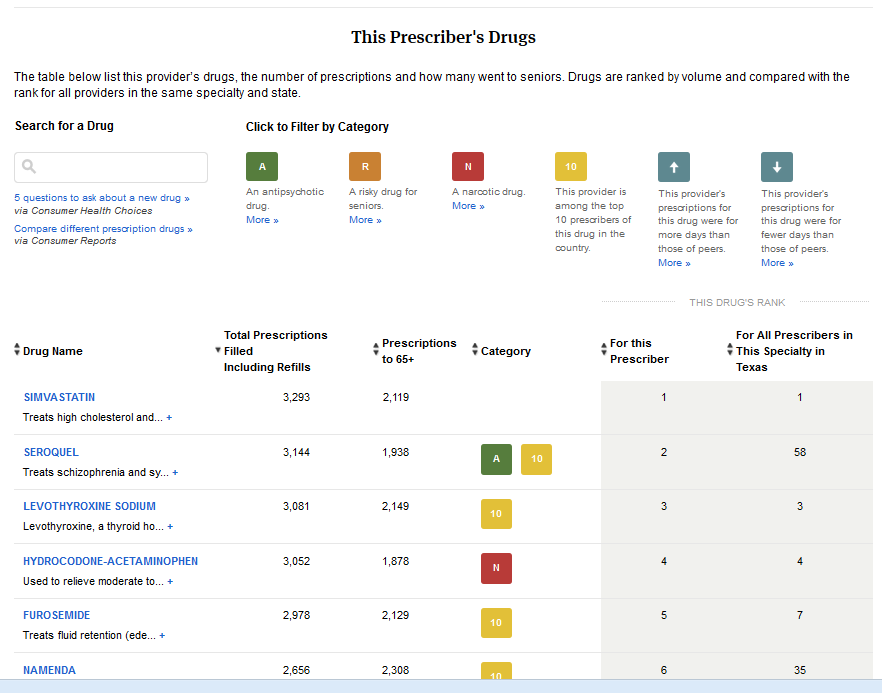 This Prescriber's Drugs
The table below list this provider's drugs, the number of prescriptions and how many went to seniors. Drugs are ranked by volume and compared with the
rank for all providers in the same specialty and state.
Search for a Drug
5 questions to ask about a new drug »
via Consumer Health Choices
Compare different prescription drugs »
via Consumer Reports
Click to Filter by Category
A
An antipsychotic
drug.
More »
R
A risky drug for
seniors.
More »
N
A narcotic drug.
More »
10
This provider is
among the top
10 prescribers of
this drug in the
country.
This provider's
prescriptions for
this drug were for
more days than
those of peers.
More »
This provider's
prescriptions for
this drug were for
fewer days than
those of peers.
More »
THIS DRUG'S RANK
Drug Name
Total Prescriptions
Filled
Including Refills
Prescriptions
to 65+
Category
For this
Prescriber
For All Prescribers in
This Specialty in
Texas
SIMVASTATIN 3,293 2,119 1 1
Treats high cholesterol and... +
SEROQUEL 3,144 1,938 A 10 2 58
Treats schizophrenia and sy... +
LEVOTHYROXINE SODIUM 3,081 2,149 10 3 3
Levothyroxine, a thyroid ho... +
HYDROCODONE-ACETAMINOPHEN 3,052 1,878 N 4 4
Used to relieve moderate to... +
FUROSEMIDE 2,978 2,129 10 5 7
Treats fluid retention (ede... +
NAMENDA 2,656 2,308 10 6 35